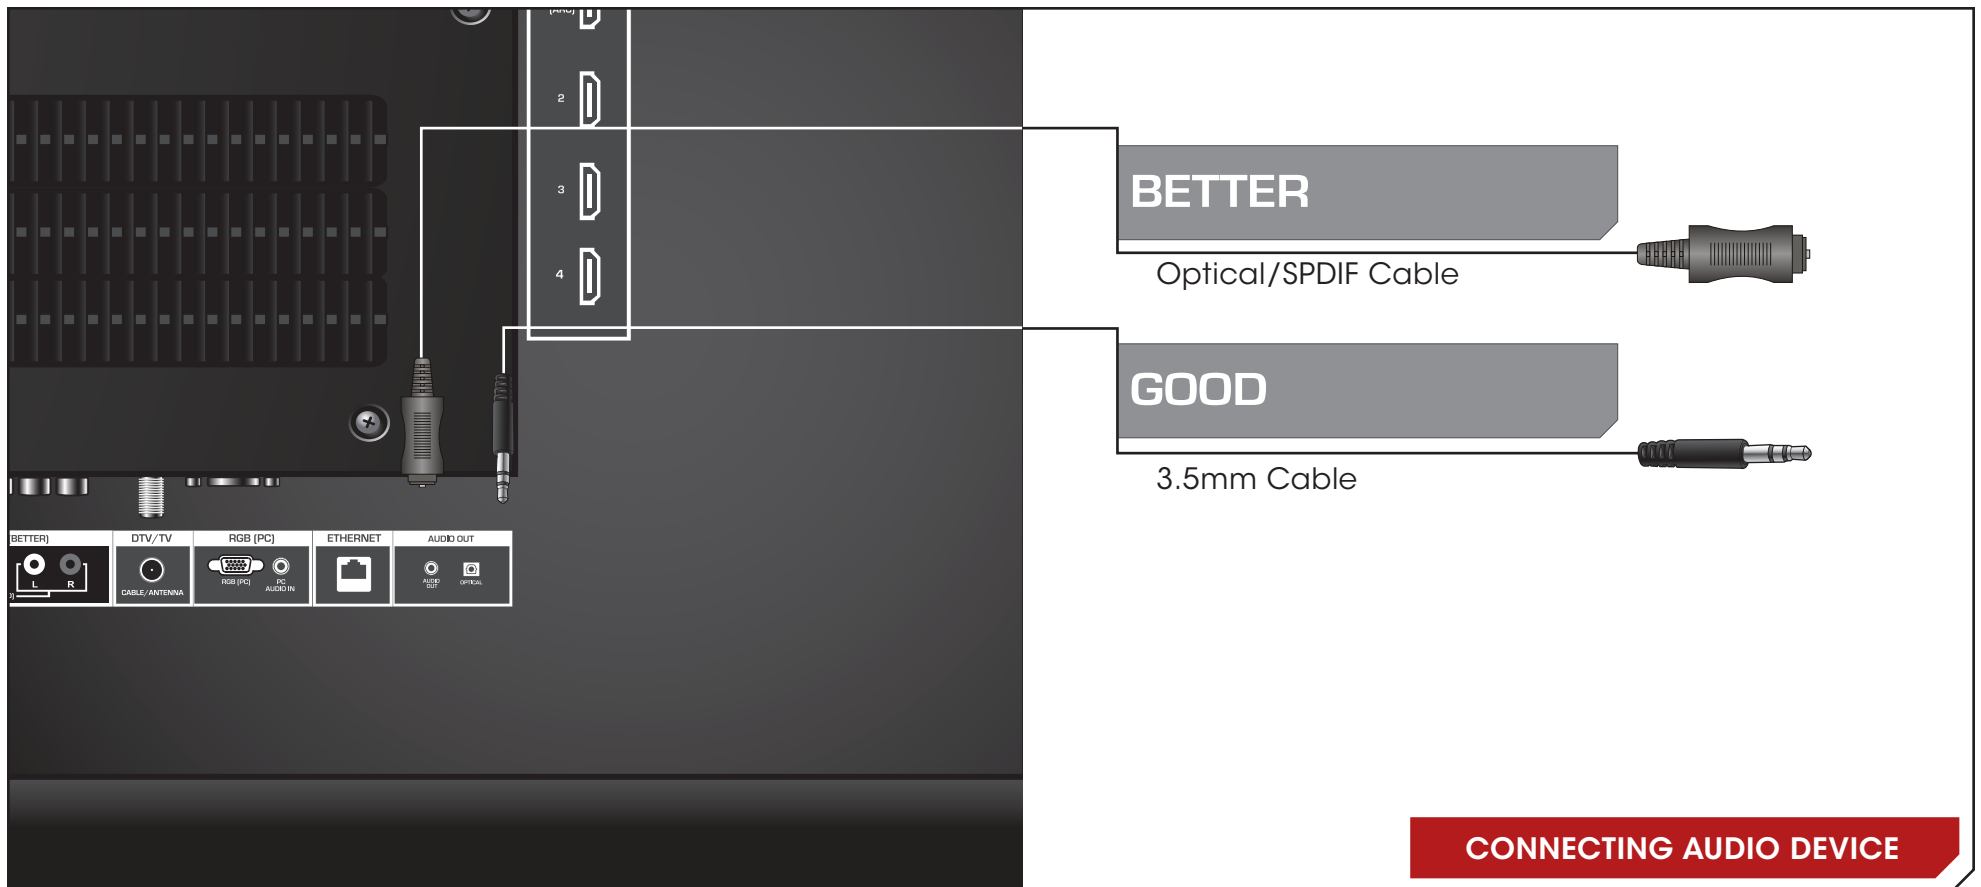 (ARC)
2
3
4
BETTER
Optical/SPDIF Cable
GOOD
3.5mm Cable
BETTER) DTV/TV RGB (PC) ETHERNET AUDIO OUT
L R
RGB (PC) PC AUDIO IN AUDIO OUT OPTICAL
CABLE/ANTENNA
CONNECTING AUDIO DEVICE